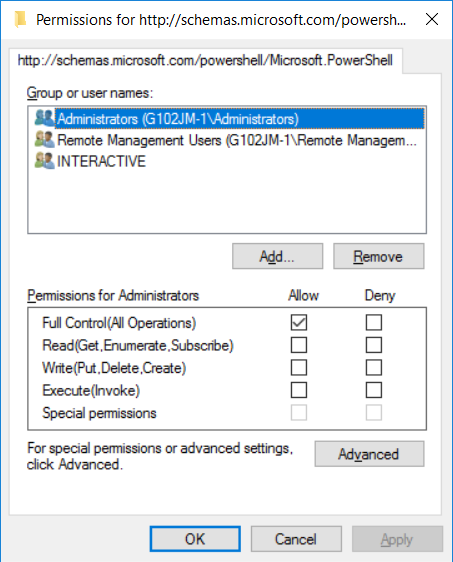 Permissions for http://schemas.microsoft.com/powersh...
http://schemas.microsoft.com/powershell/Microsoft.PowerShell
Group or user names:
Administrators (G102JM-1\Administrators)
Remote Management Users (G102JM-1\Remote Managem...
INTERACTIVE
Add... Remove
Permissions for Administrators Allow Deny
Full Control(All Operations)
Read(Get,Enumerate,Subscribe)
Write(Put,Delete,Create)
Execute(Invoke)
Special permissions
For special permissions or advanced settings,
click Advanced.
Advanced
OK Cancel Apply